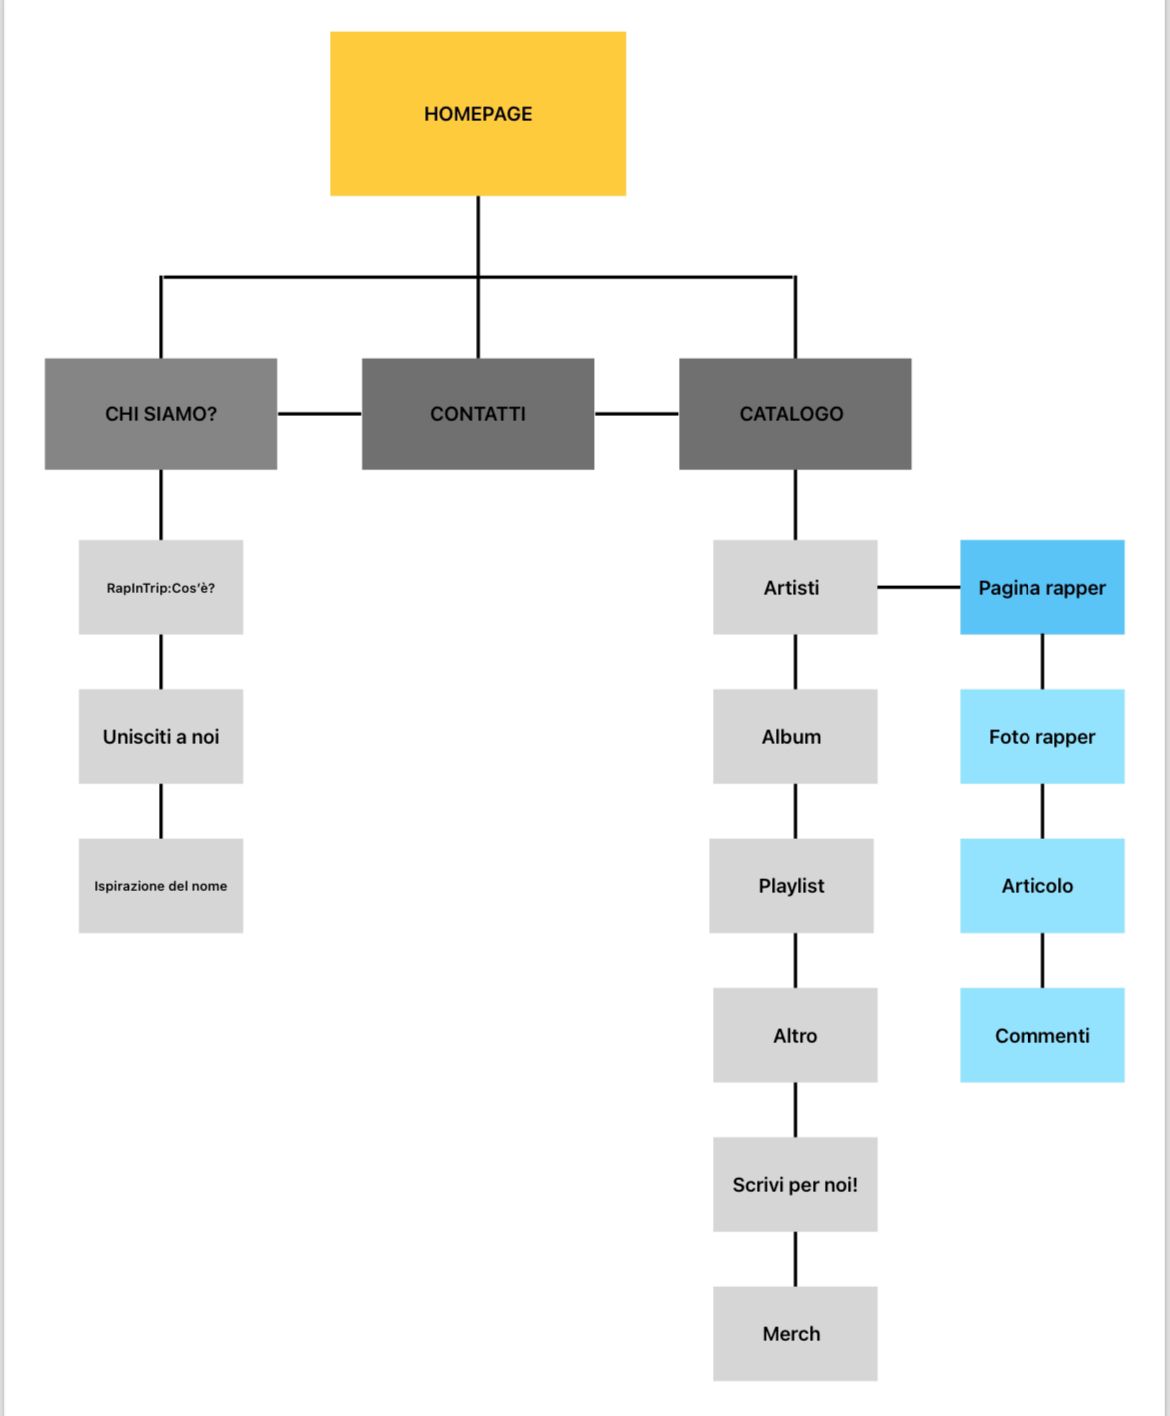 HOMEPAGE
CHI SIAMO?
CONTATTI
CATALOGO
RapInTrip:Cos'è?
Artisti
Pagina rapper
Unisciti a noi
Album
Foto rapper
Ispirazione del nome
Playlist
Articolo
Altro
Commenti
Scrivi per noi!
Merch